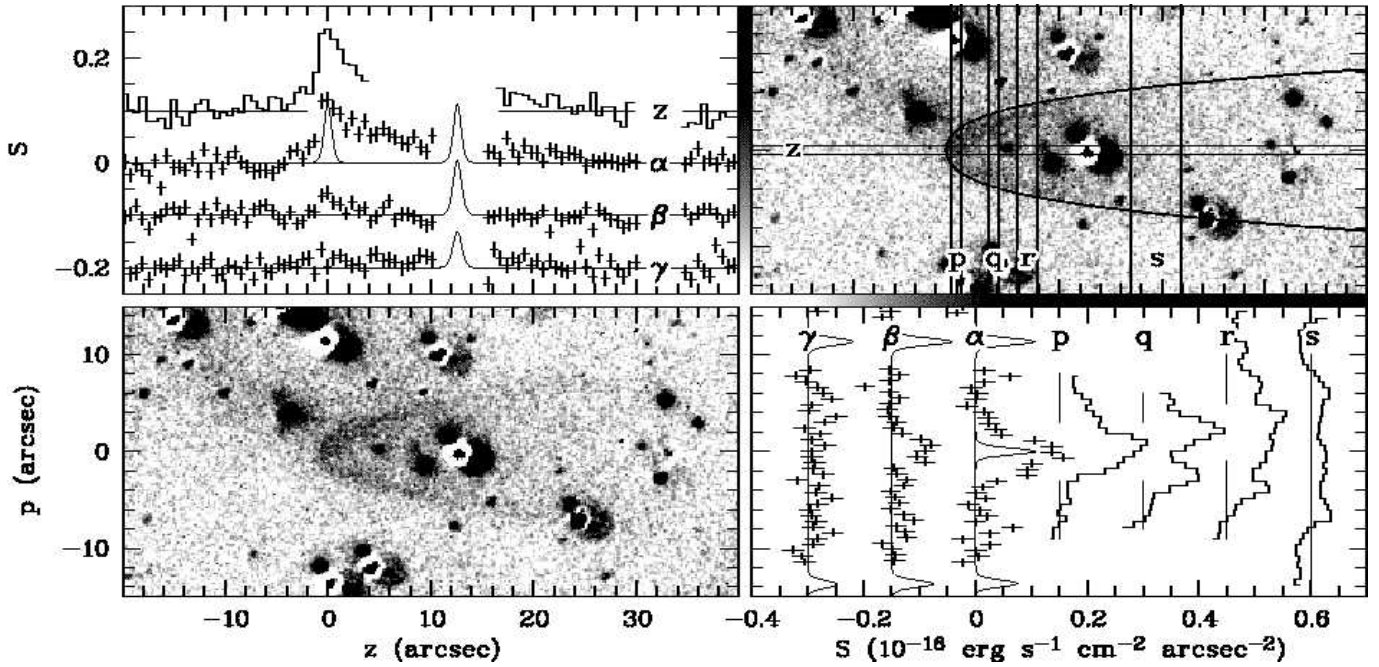 S
0.2
0
−0.2
z
α
β
γ
z
p q r s
p (arcsec)
10
0
−10
−10 0 10 20 30 40
z (arcsec)
γ β α p q r s
−0.4 −0.2 0 0.2 0.4 0.6
S (10⁻¹⁶ erg s⁻¹ cm⁻² arcsec⁻²)